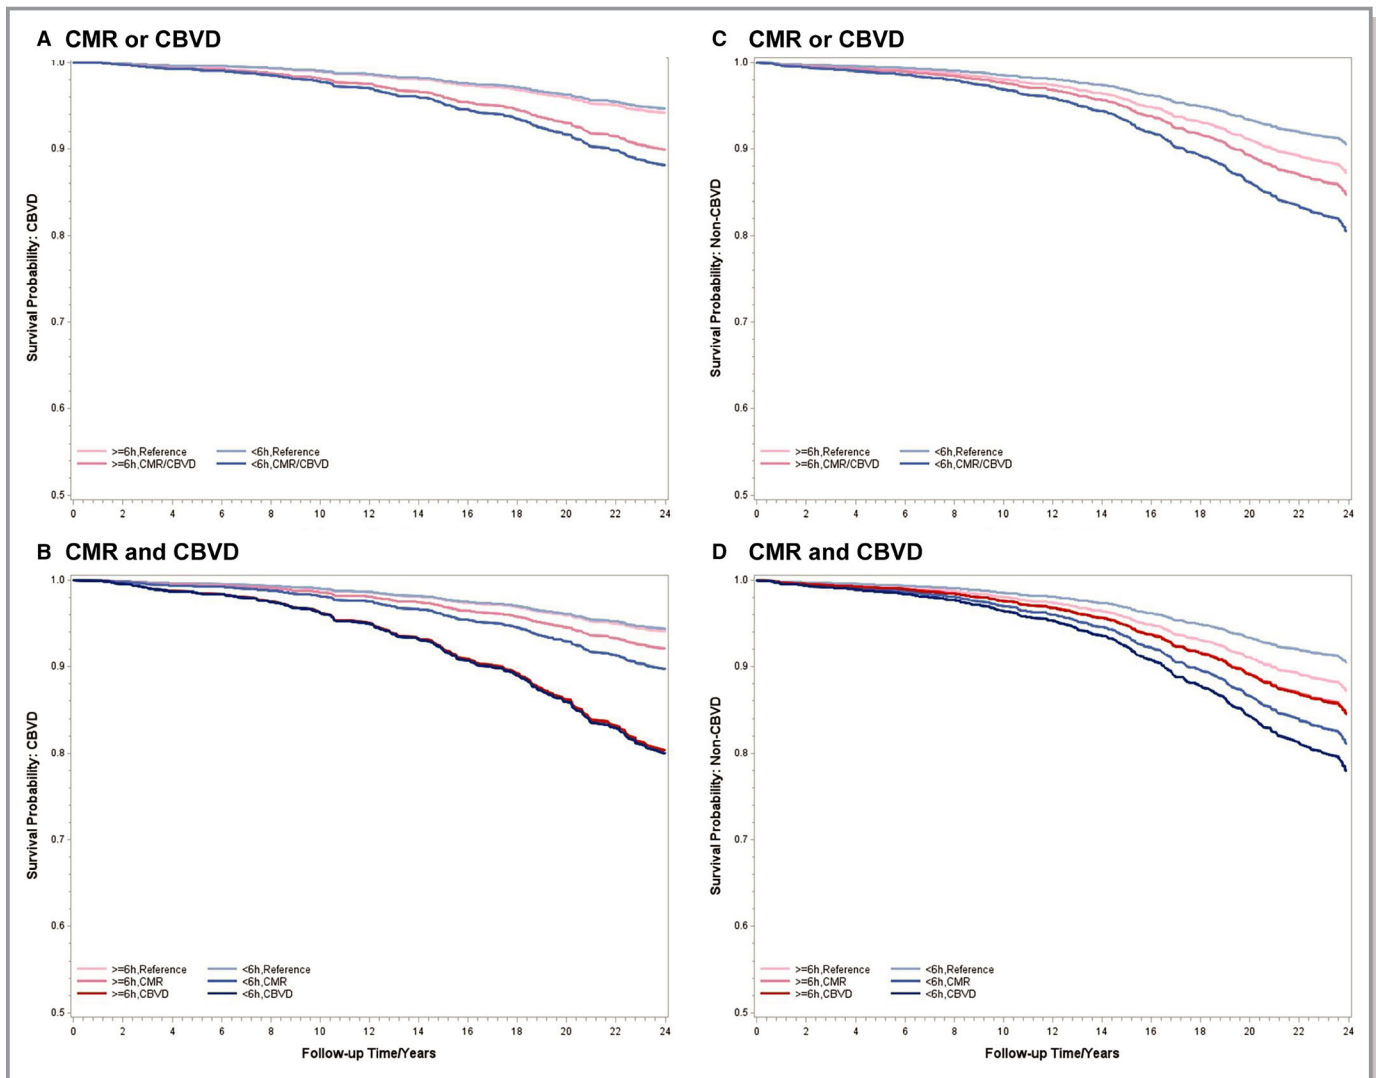 A CMR or CBVD
1.0
0.9
0.8
0.7
0.6
0.5
Survival Probability: CBVD
>=6h,Reference <6h,Reference
>=6h,CMR/CBVD <6h,CMR/CBVD
0 2 4 6 8 10 12 14 16 18 20 22 24
C CMR or CBVD
1.0
0.9
0.8
0.7
0.6
0.5
Survival Probability: Non-CBVD
>=6h,Reference <6h,Reference
>=6h,CMR/CBVD <6h,CMR/CBVD
0 2 4 6 8 10 12 14 16 18 20 22 24
B CMR and CBVD
1.0
0.9
0.8
0.7
0.6
0.5
Survival Probability: CBVD
>=6h,Reference <6h,Reference
>=6h,CMR <6h,CMR
>=6h,CBVD <6h,CBVD
0 2 4 6 8 10 12 14 16 18 20 22 24
Follow-up Time/Years
D CMR and CBVD
1.0
0.9
0.8
0.7
0.6
0.5
Survival Probability: Non-CBVD
>=6h,Reference <6h,Reference
>=6h,CMR <6h,CMR
>=6h,CBVD <6h,CBVD
0 2 4 6 8 10 12 14 16 18 20 22 24
Follow-up Time/Years